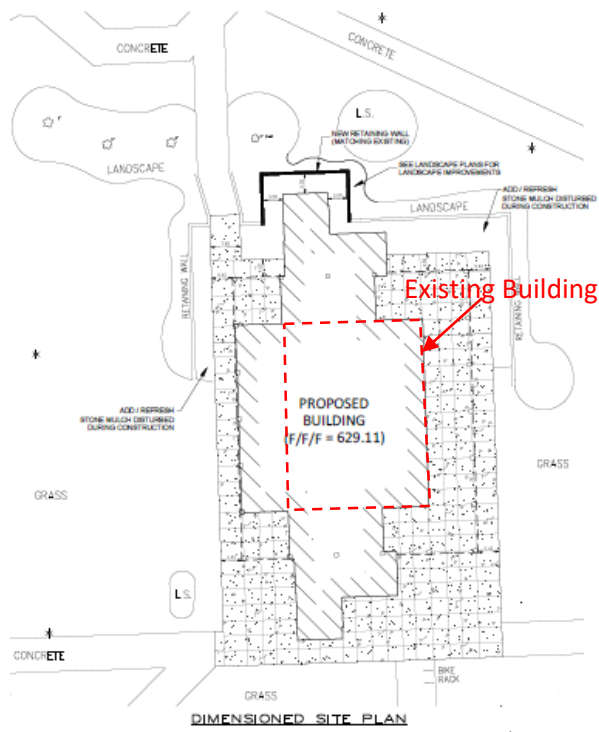 CONCRETE
CONCRETE
L.S.
NEW RETAINING WALL
(MATCHING EXISTING)
SEE LANDSCAPE PLANS FOR
LANDSCAPE IMPROVEMENTS
LANDSCAPE
ADD / REFRESH
STONE MULCH DISTURBED
DURING CONSTRUCTION
LANDSCAPE
RETAINING WALL
Existing Building
RETAINING
PROPOSED
BUILDING
(F/F/F = 629.11)
ADD / REFRESH
STONE MULCH DISTURBED
DURING CONSTRUCTION
GRASS
GRASS
L.S.
CONCRETE
BIKE
RACK
GRASS
DIMENSIONED SITE PLAN